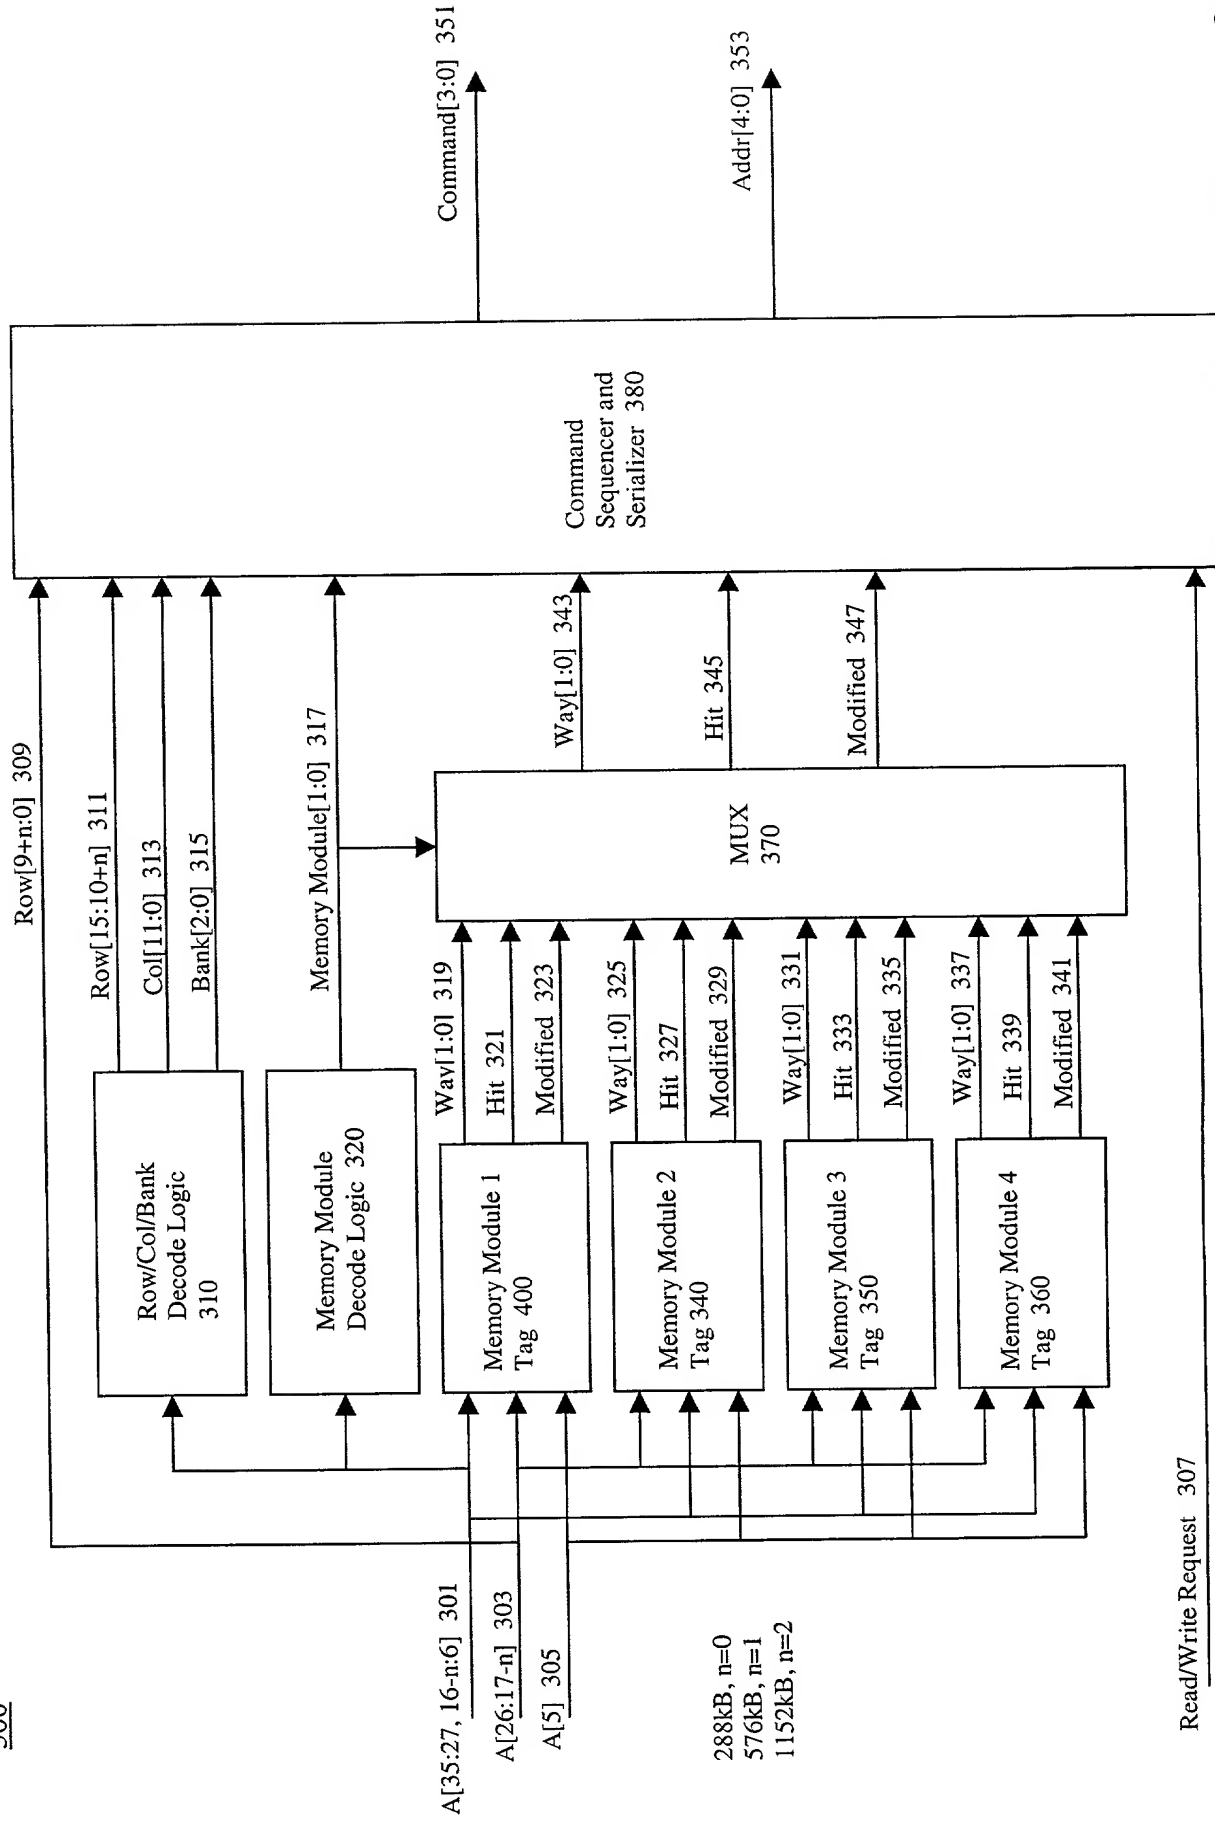 300
Row[9+n:0] 309
Row[15:10+n] 311
Col[11:0] 313
Bank[2:0] 315
Memory Module[1:0] 317
Row/Col/Bank
Decode Logic
310
Memory Module
Decode Logic 320
Memory Module 1
Tag 400
Memory Module 2
Tag 340
Memory Module 3
Tag 350
Memory Module 4
Tag 360
Way[1:0] 319
Hit 321
Modified 323
Way[1:0] 325
Hit 327
Modified 329
Way[1:0] 331
Hit 333
Modified 335
Way[1:0] 337
Hit 339
Modified 341
MUX
370
Way[1:0] 343
Hit 345
Modified 347
Command
Sequencer and
Serializer 380
Command[3:0] 351
Addr[4:0] 353
A[35:27, 16-n:6] 301
A[26:17-n] 303
A[5] 305
288kB, n=0
576kB, n=1
1152kB, n=2
Read/Write Request 307